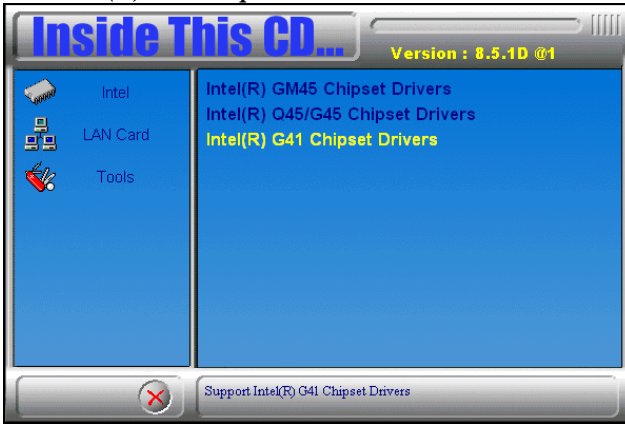 Inside This CD...
Version : 8.5.1D @1
Intel
LAN Card
Tools
Intel(R) GM45 Chipset Drivers
Intel(R) Q45/G45 Chipset Drivers
Intel(R) G41 Chipset Drivers
Support Intel(R) G41 Chipset Drivers